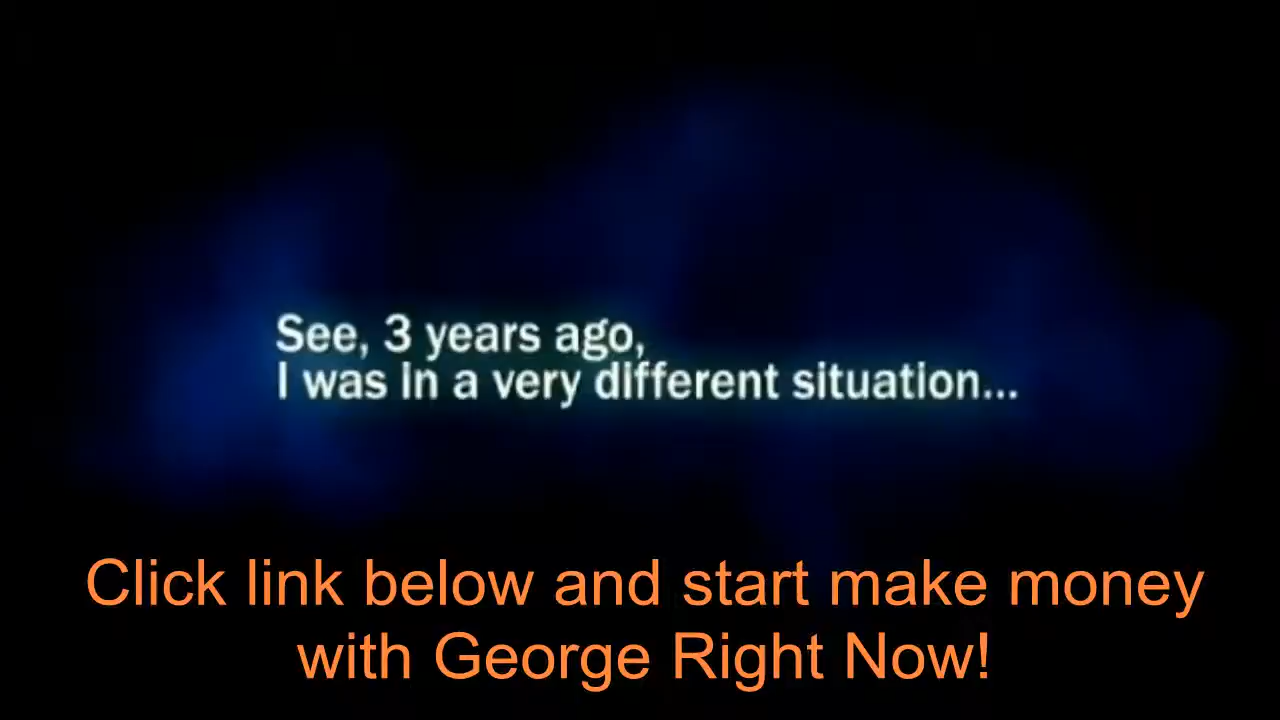 See, 3 years ago,
I was in a very different situation...
Click link below and start make money
with George Right Now!